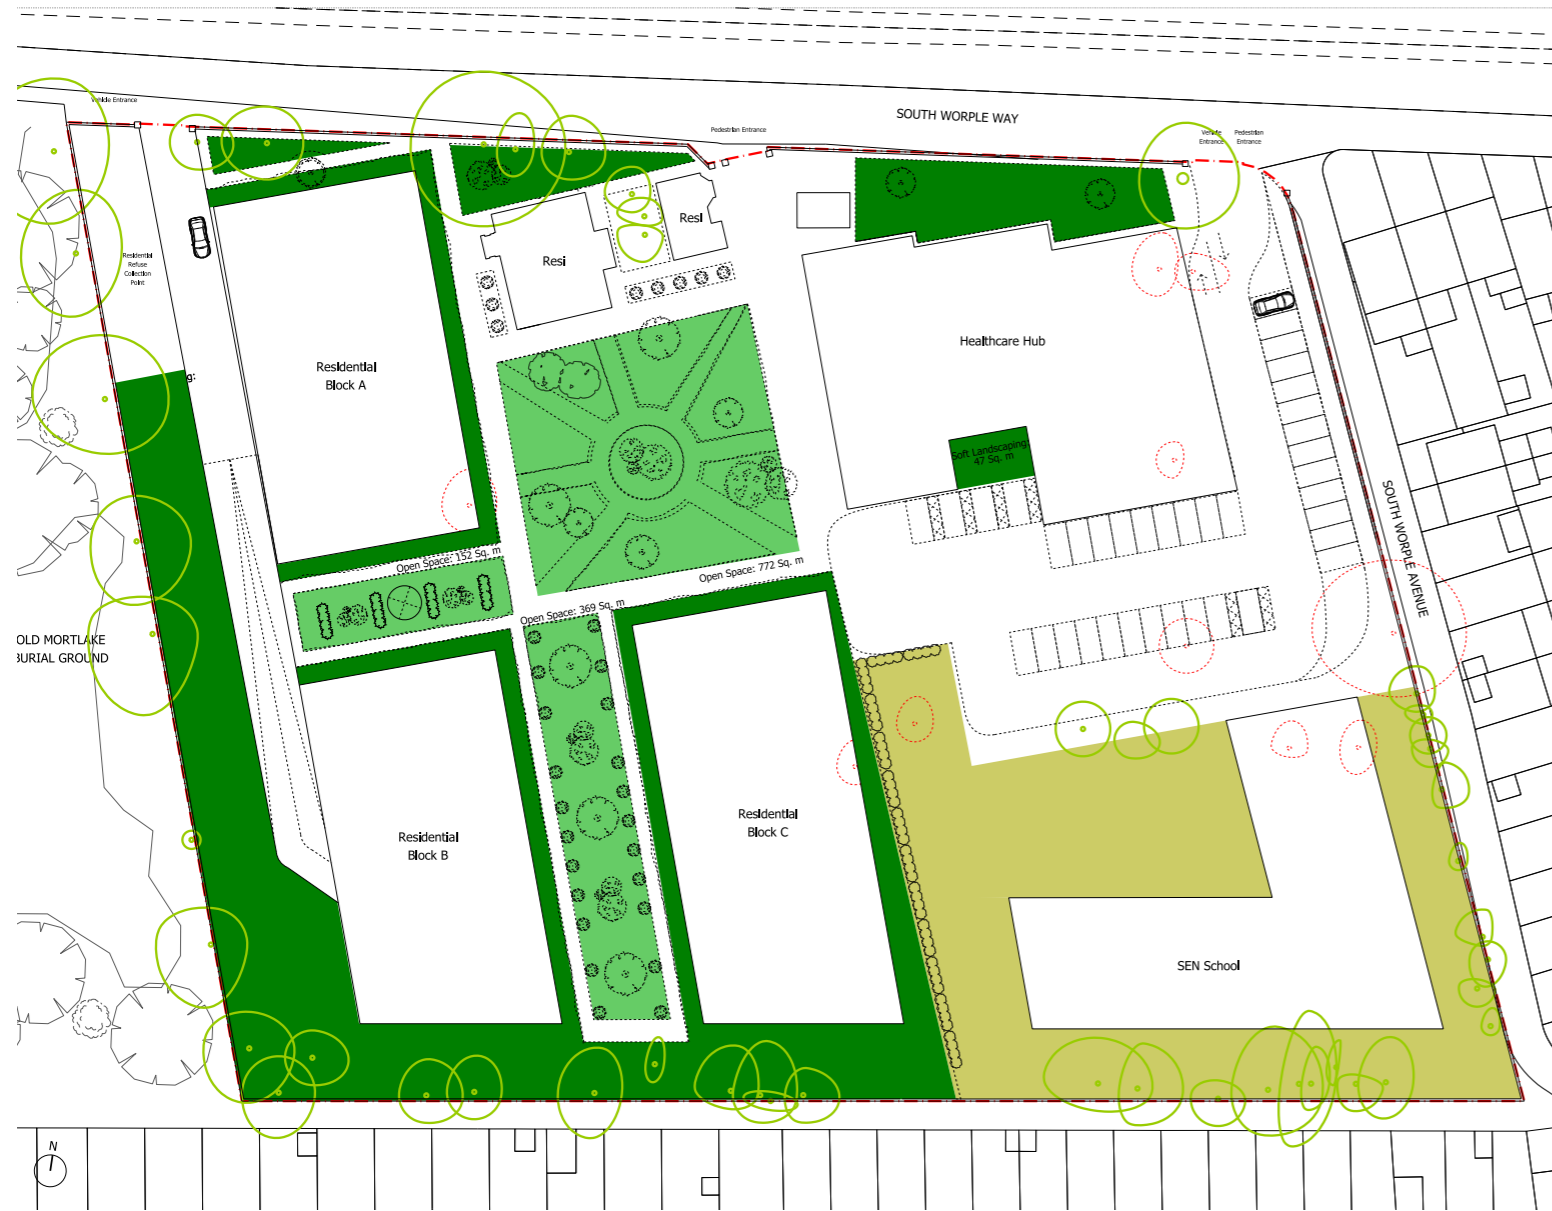 SOUTH WORPLE WAY
Vehicle Entrance
Pedestrian Entrance
Vehicle
Entrance
Pedestrian
Entrance
Resi
Resi
Residential
Refuse
Collection
Point
Healthcare Hub
Residential
Block A
g:
Soft Landscaping:
47 Sq. m
SOUTH WORPLE AVENUE
Open Space: 152 Sq. m
Open Space: 772 Sq. m
Open Space: 369 Sq. m
OLD MORTLAKE
BURIAL GROUND
Residential
Block B
Residential
Block C
SEN School
N